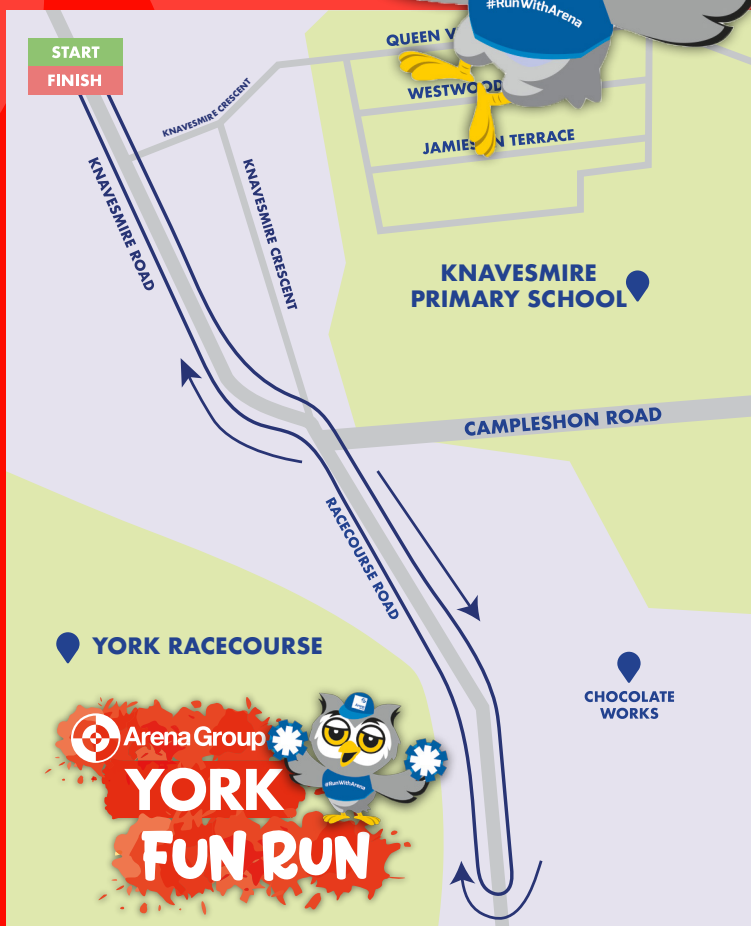 #RunWithArena
START
FINISH
QUEEN
WESTWOOD
KNAVESMIRE CRESCENT
JAMIESON TERRACE
KNAVESMIRE ROAD
KNAVESMIRE CRESCENT
KNAVESMIRE
PRIMARY SCHOOL
CAMPLESHON ROAD
RACECOURSE ROAD
YORK RACECOURSE
CHOCOLATE
WORKS
Arena Group
#RunWithArena
YORK
FUN RUN